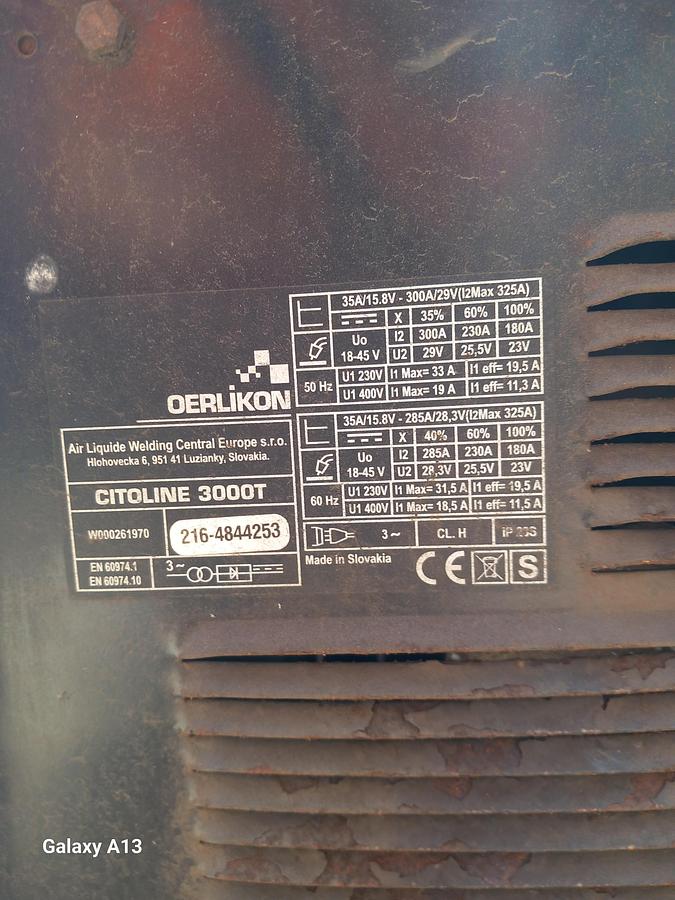 OERLiKON
Air Liquide Welding Central Europe s.r.o.
Hlohovecka 6, 951 41 Luzianky, Slovakia.
CITOLINE 3000T
W000261970 216-4844253
EN 60974.1
EN 60974.10
3~
35A/15.8V - 300A/29V(I2Max 325A)
X 35% 60% 100%
Uo
18-45 V
I2 300A 230A 180A
U2 29V 25,5V 23V
50 Hz
U1 230V I1 Max= 33 A I1 eff= 19,5 A
U1 400V I1 Max= 19 A I1 eff= 11,3 A
35A/15.8V - 285A/28,3V(I2Max 325A)
X 40% 60% 100%
Uo
18-45 V
I2 285A 230A 180A
U2 28,3V 25,5V 23V
60 Hz
U1 230V I1 Max= 31,5 A I1 eff= 19,5 A
U1 400V I1 Max= 18,5 A I1 eff= 11,5 A
3~ CL. H IP 23S
Made in Slovakia
CE S
Galaxy A13